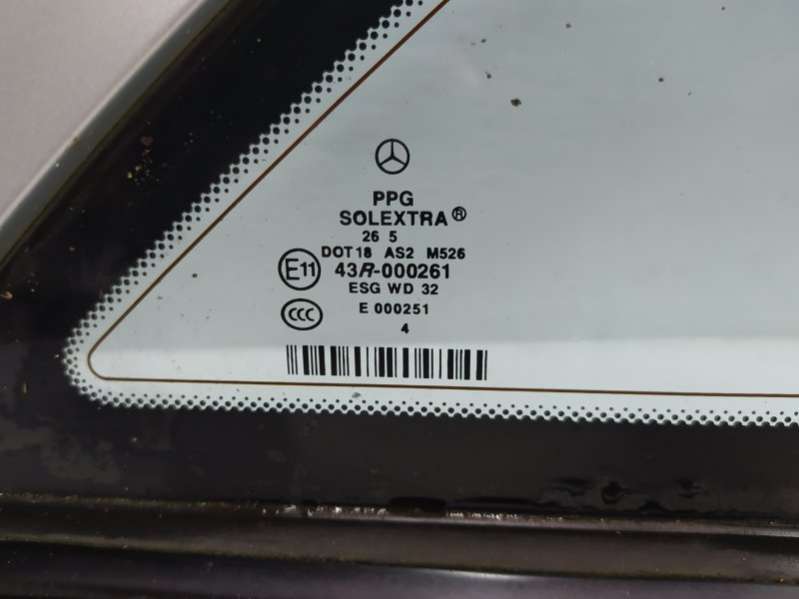 PPG
SOLEXTRA®
26 5
DOT18 AS2 M526
E11 43R-000261
ESG WD 32
CCC E 000251
4